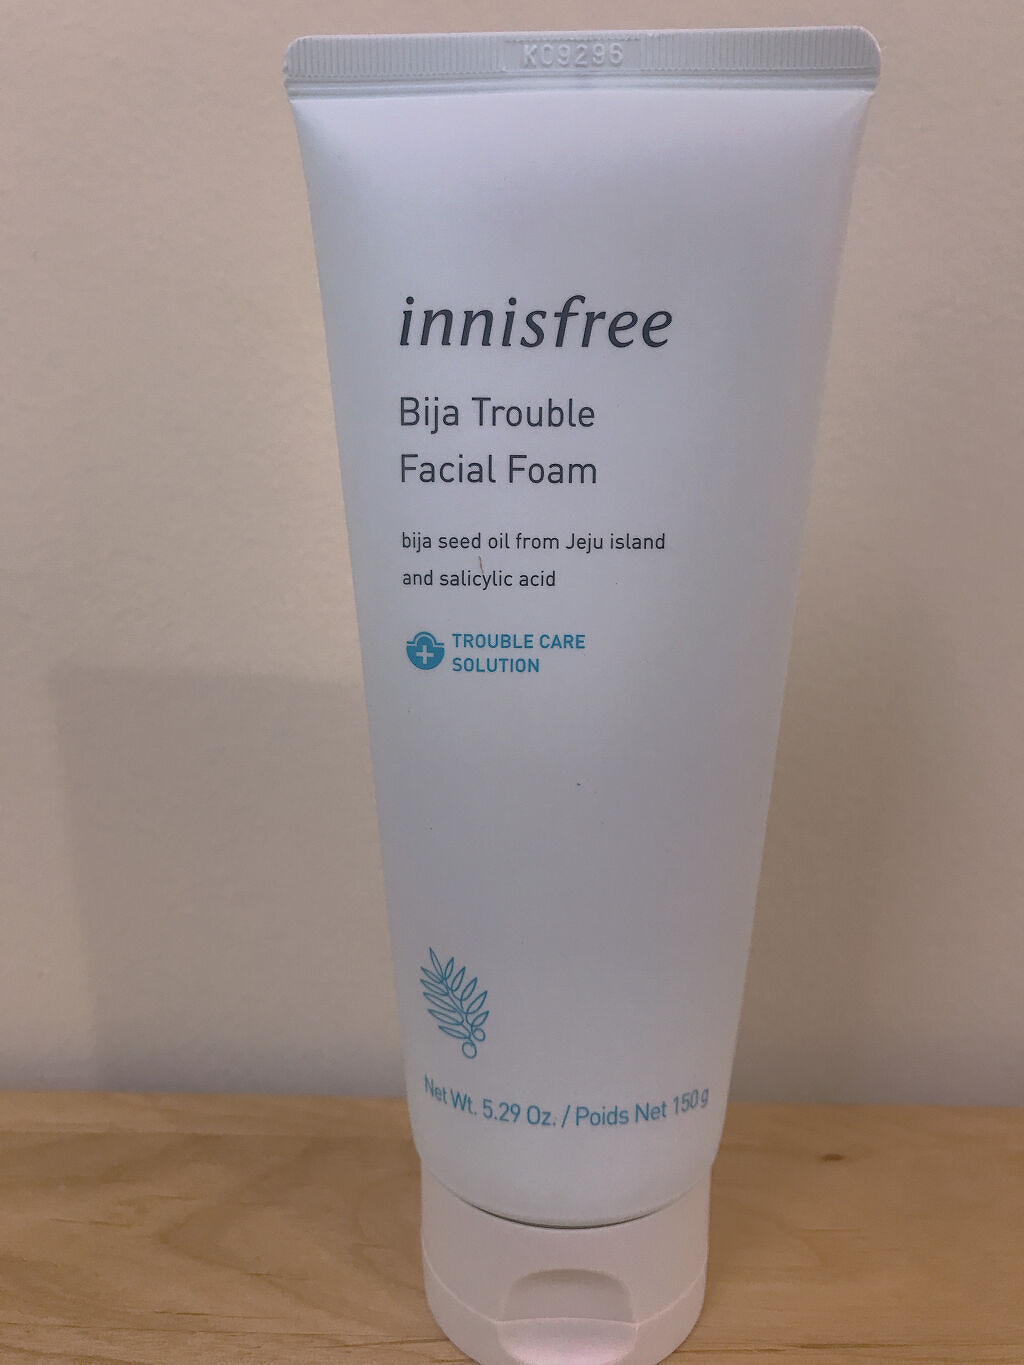 KO9296
innisfree
Bija Trouble
Facial Foam
bija seed oil from Jeju island
and salicylic acid
TROUBLE CARE
SOLUTION
Net Wt. 5.29 Oz. / Poids Net 150 g